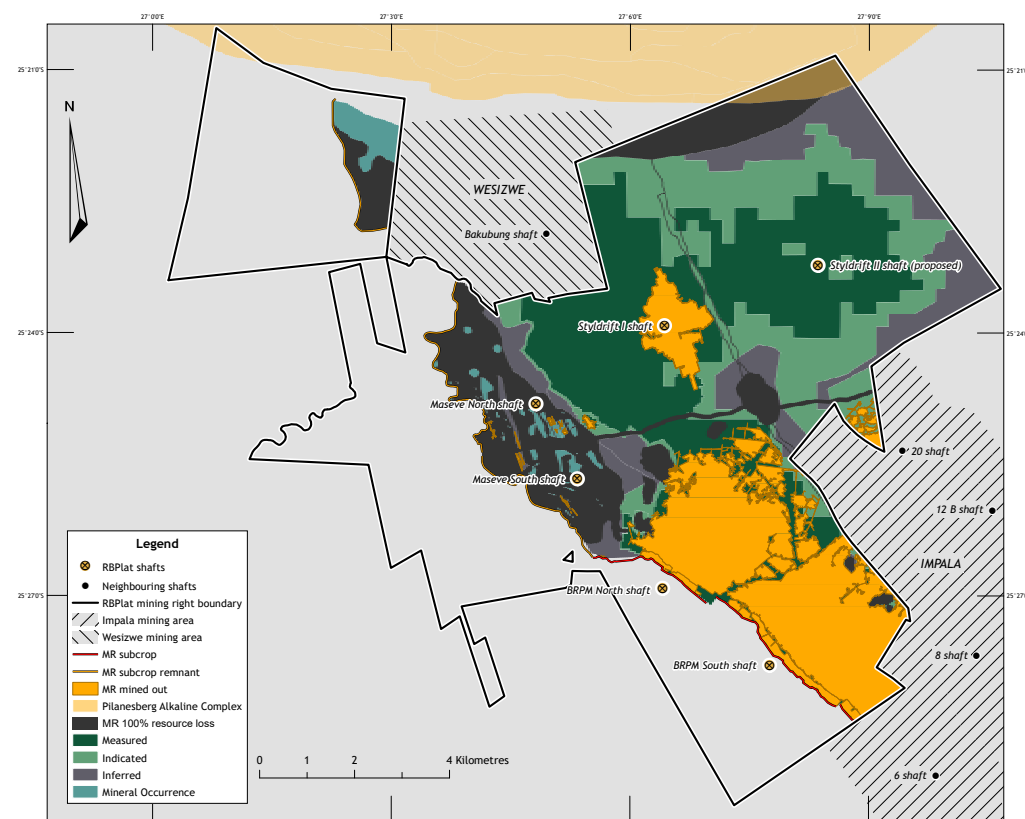 27°0'0"E
27°30'E
27°6'0"E
27°9'0"E
25°21'0"S
25°21'
N
WESIZWE
Bakubung shaft
Styldrift II shaft (proposed)
Styldrift I shaft
25°24'0"S
25°24'
Maseve North shaft
20 shaft
Maseve South shaft
12 B shaft
IMPALA
BRPM North shaft
25°27'0"S
25°27'
8 shaft
BRPM South shaft
6 shaft
Legend
RBPlat shafts
Neighbouring shafts
RBPlat mining right boundary
Impala mining area
Wesizwe mining area
MR subcrop
MR subcrop remnant
MR mined out
Pilanesberg Alkaline Complex
MR 100% resource loss
Measured
Indicated
Inferred
Mineral Occurrence
0 1 2 4 Kilometres